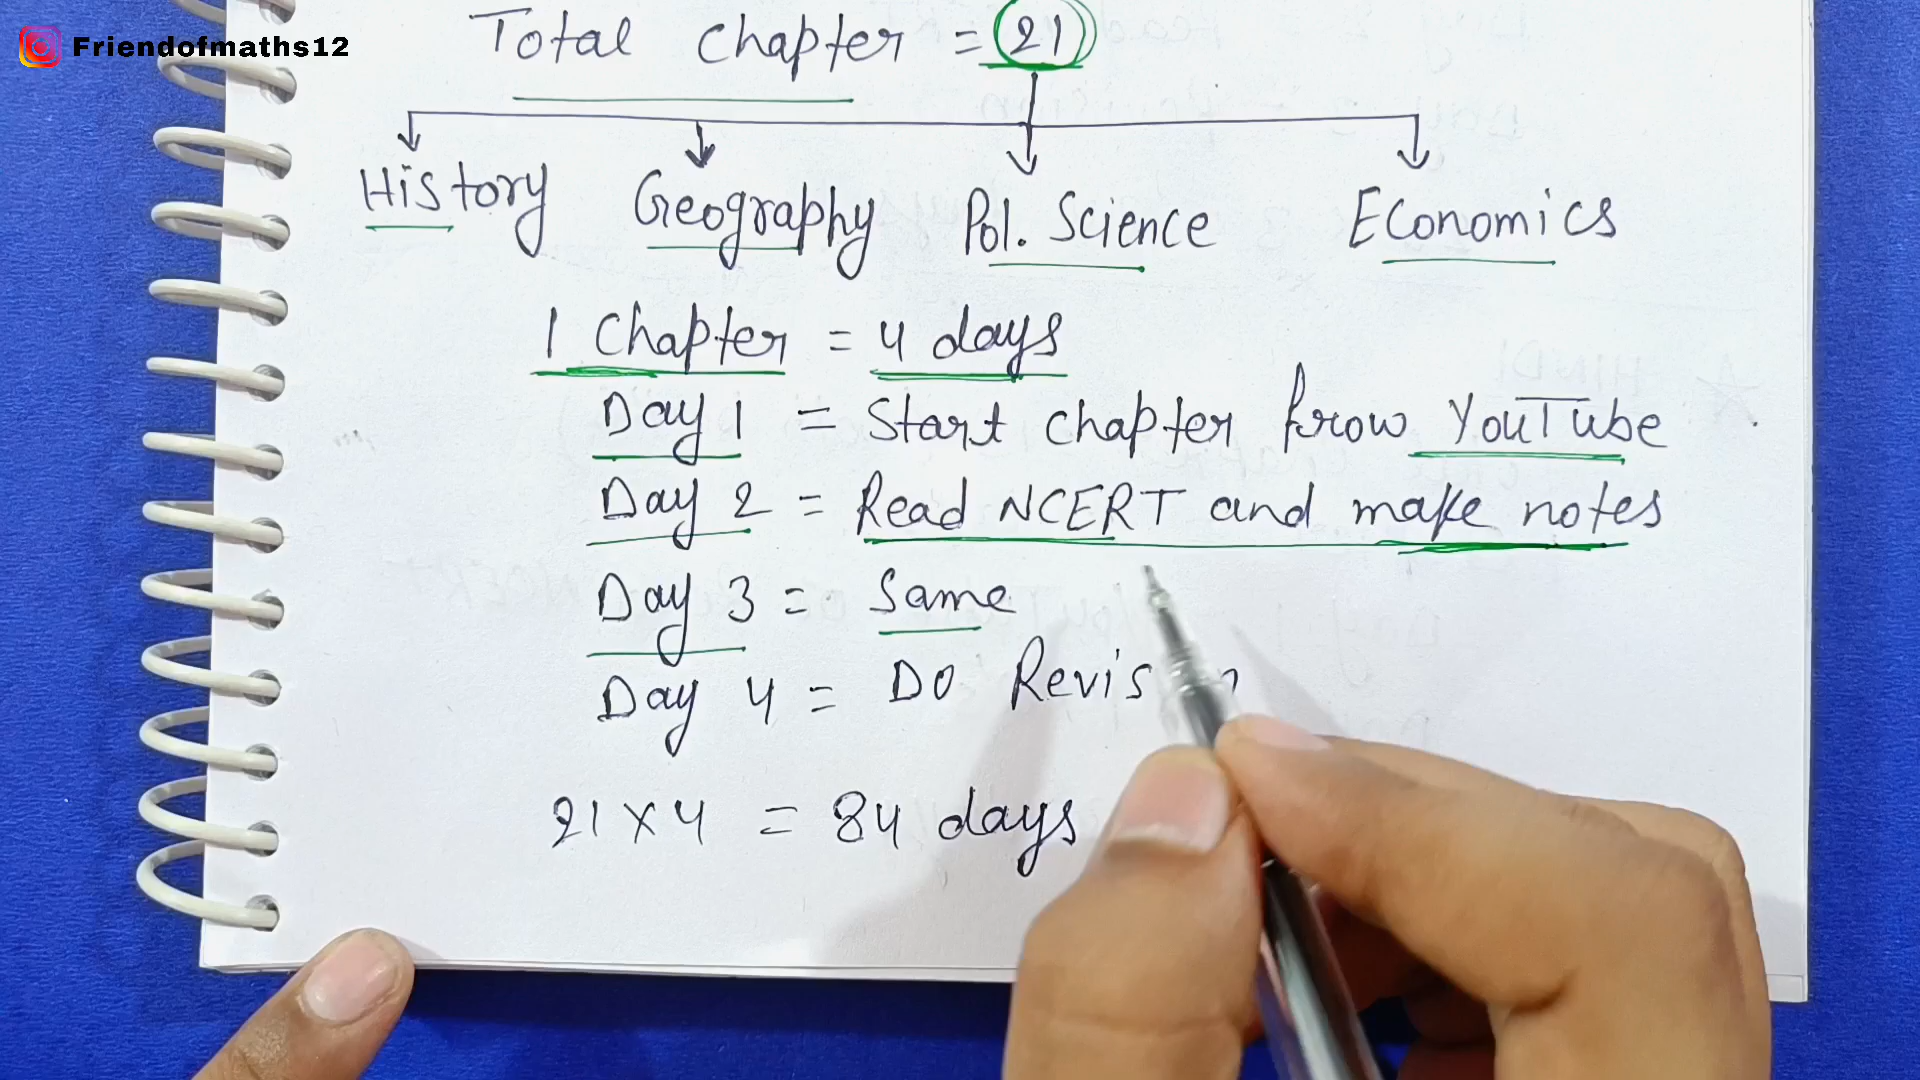 Friendofmaths12
Total chapter = 21
History Geography Pol. Science Economics
1 Chapter = 4 days
Day 1 = Start chapter from YouTube
Day 2 = Read NCERT and make notes
Day 3 = Same
Day 4 = Do
21 x 4 = 84 days